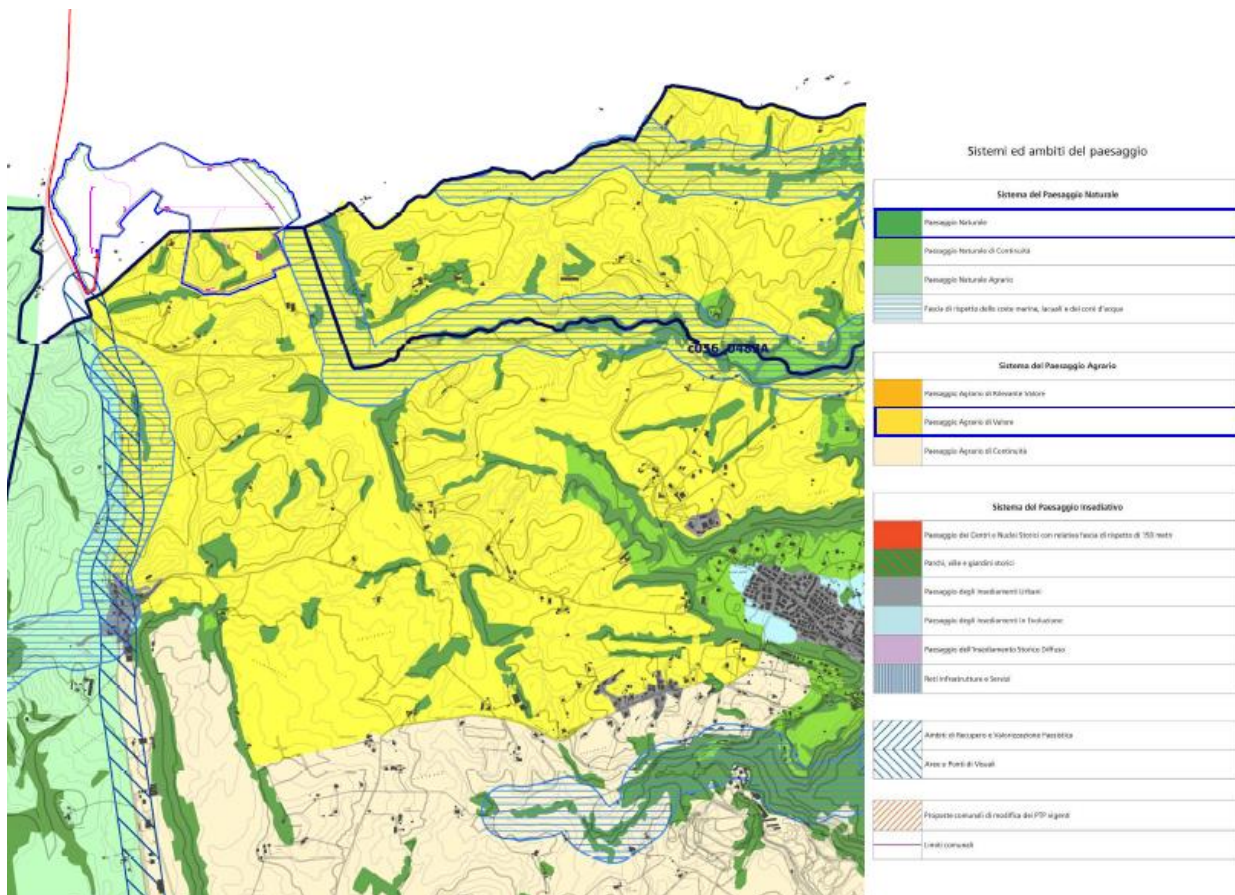 Sistemi ed ambiti del paesaggio
Sistema del Paesaggio Naturale
Paesaggio Naturale
Paesaggio Naturale di Continuità
Paesaggio Naturale Agrario
Fascia di rispetto delle coste marina, lacuali e dei corsi d'acqua
Sistema del Paesaggio Agrario
Paesaggio Agrario di Rilevante Valore
Paesaggio Agrario di Valore
Paesaggio Agrario di Continuità
Sistema del Paesaggio Insediativo
Paesaggio dei Centri e Nuclei Storici con relativa fascia di rispetto di 150 metri
Parchi, ville e giardini storici
Paesaggio degli Insediamenti Urbani
Paesaggio degli Insediamenti in Evoluzione
Paesaggio dell'Insediamento Storico Diffuso
Reti Infrastrutture e Servizi
Ambiti di Recupero e Valorizzazione Paesistica
Aree o Punti di Visuali
Proposte comunali di modifica dei PTP vigenti
Limiti comunali